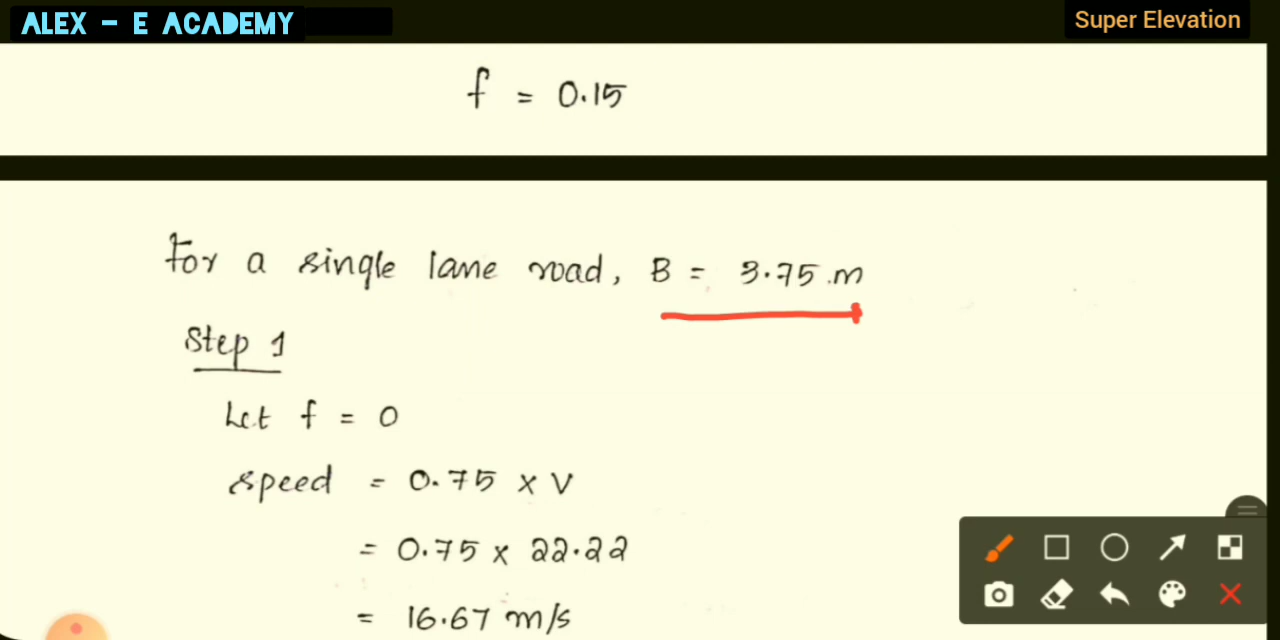 ALEX - E ACADEMY
Super Elevation
f = 0.15
For a single lane road, B = 3.75 m
Step 1
Let f = 0
speed = 0.75 x V
= 0.75 x 22.22
= 16.67 m/s